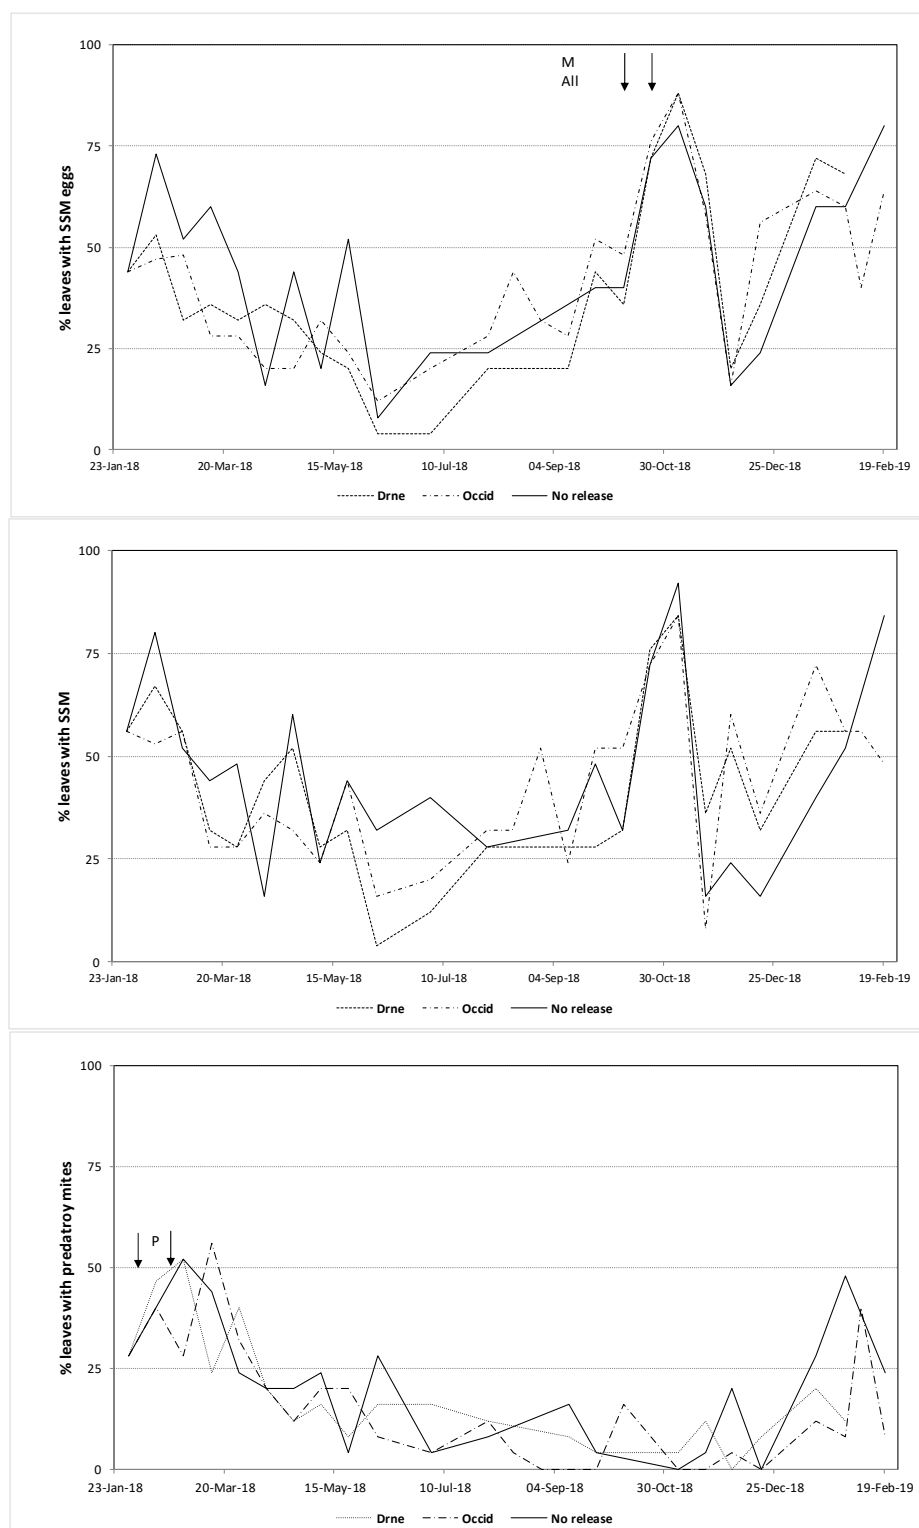 100
M
All
75
50
25
0
% leaves with SSM eggs
23-Jan-18 20-Mar-18 15-May-18 10-Jul-18 04-Sep-18 30-Oct-18 25-Dec-18 19-Feb-19
Drne Occid No release
100
75
50
25
0
% leaves with SSM
23-Jan-18 20-Mar-18 15-May-18 10-Jul-18 04-Sep-18 30-Oct-18 25-Dec-18 19-Feb-19
Drne Occid No release
100
75
P
50
25
0
% leaves with predatroy mites
23-Jan-18 20-Mar-18 15-May-18 10-Jul-18 04-Sep-18 30-Oct-18 25-Dec-18 19-Feb-19
Drne Occid No release